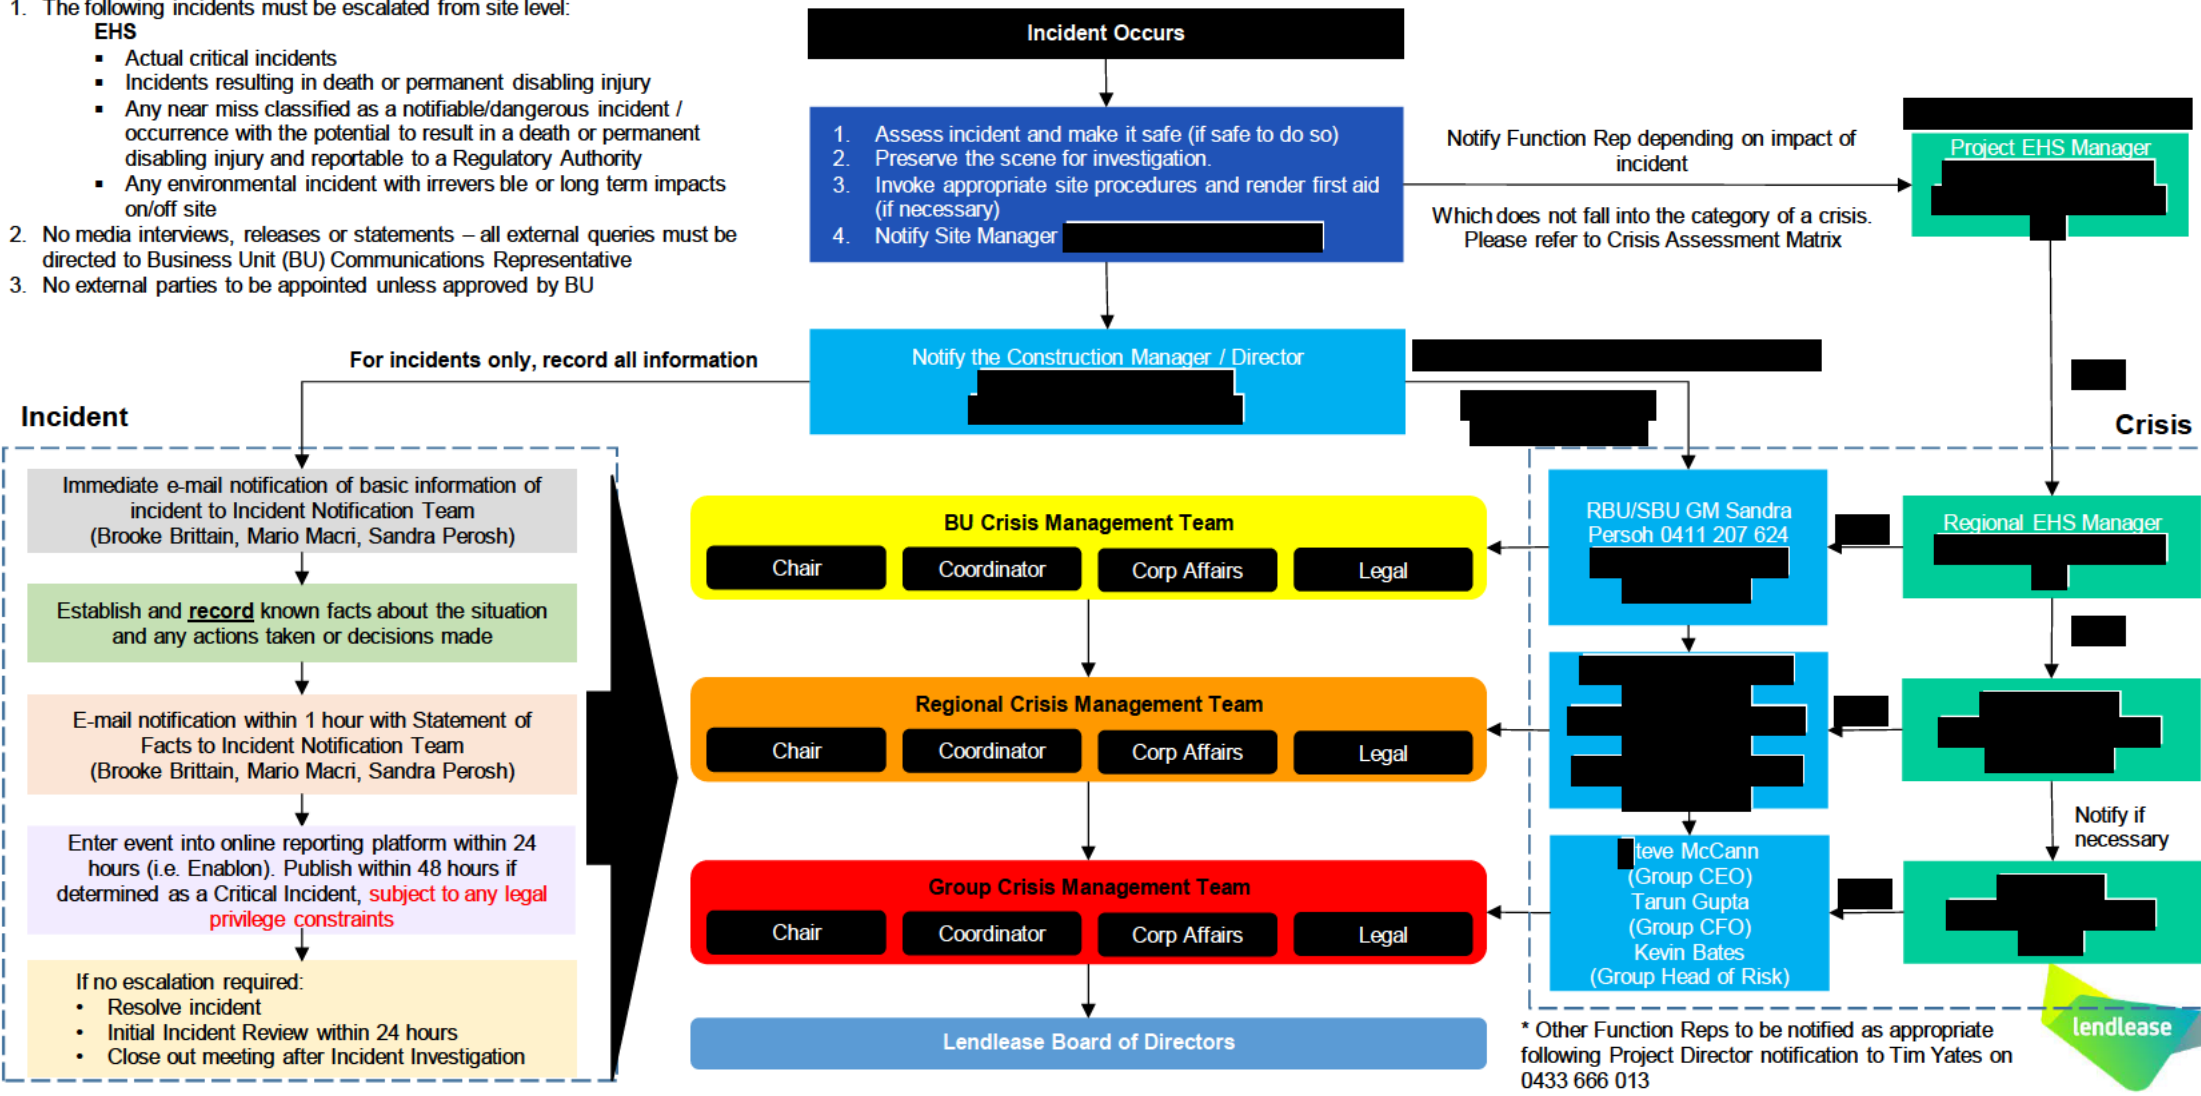 1. The following incidents must be escalated from site level:
EHS
▪ Actual critical incidents
▪ Incidents resulting in death or permanent disabling injury
▪ Any near miss classified as a notifiable/dangerous incident /
occurrence with the potential to result in a death or permanent
disabling injury and reportable to a Regulatory Authority
▪ Any environmental incident with irrevers ble or long term impacts
on/off site
2. No media interviews, releases or statements – all external queries must be
directed to Business Unit (BU) Communications Representative
3. No external parties to be appointed unless approved by BU
Incident Occurs
1. Assess incident and make it safe (if safe to do so)
2. Preserve the scene for investigation.
3. Invoke appropriate site procedures and render first aid
(if necessary)
4. Notify Site Manager
Notify Function Rep depending on impact of
incident
Which does not fall into the category of a crisis.
Please refer to Crisis Assessment Matrix
Project EHS Manager
For incidents only, record all information
Notify the Construction Manager / Director
Incident
Immediate e-mail notification of basic information of
incident to Incident Notification Team
(Brooke Brittain, Mario Macri, Sandra Perosh)
Establish and record known facts about the situation
and any actions taken or decisions made
E-mail notification within 1 hour with Statement of
Facts to Incident Notification Team
(Brooke Brittain, Mario Macri, Sandra Perosh)
Enter event into online reporting platform within 24
hours (i.e. Enablon). Publish within 48 hours if
determined as a Critical Incident, subject to any legal
privilege constraints
If no escalation required:
• Resolve incident
• Initial Incident Review within 24 hours
• Close out meeting after Incident Investigation
BU Crisis Management Team
Chair
Coordinator
Corp Affairs
Legal
Regional Crisis Management Team
Chair
Coordinator
Corp Affairs
Legal
Group Crisis Management Team
Chair
Coordinator
Corp Affairs
Legal
Lendlease Board of Directors
Crisis
RBU/SBU GM Sandra
Persoh 0411 207 624
Regional EHS Manager
teve McCann
(Group CEO)
Tarun Gupta
(Group CFO)
Kevin Bates
(Group Head of Risk)
Notify if
necessary
* Other Function Reps to be notified as appropriate
following Project Director notification to Tim Yates on
0433 666 013
lendlease